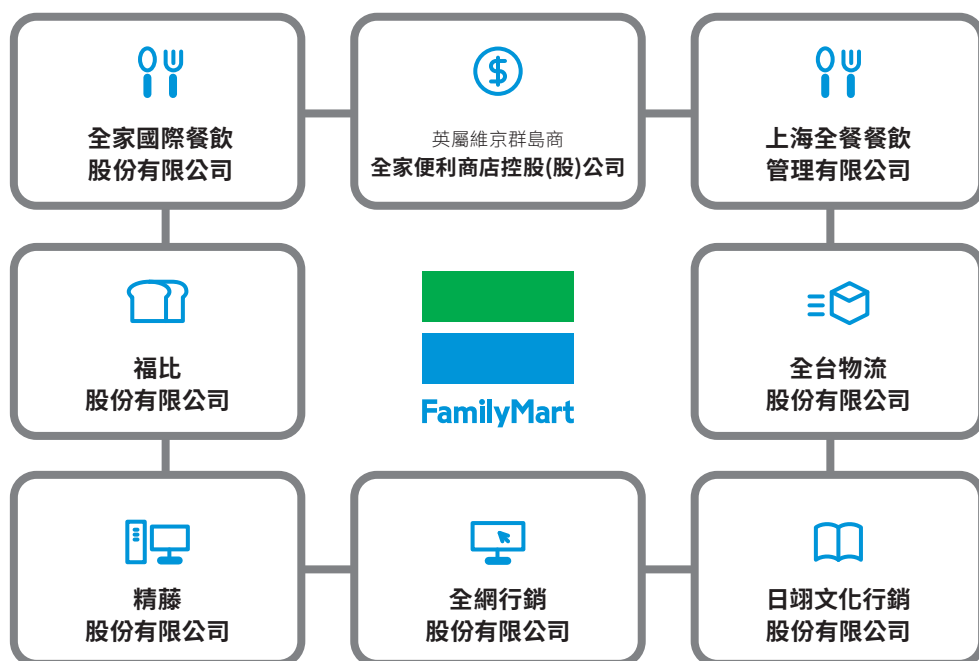 全家國際餐飲
股份有限公司
英屬維京群島商
全家便利商店控股(股)公司
上海全餐餐飲
管理有限公司
福比
股份有限公司
FamilyMart
全台物流
股份有限公司
精藤
股份有限公司
全網行銷
股份有限公司
日翊文化行銷
股份有限公司